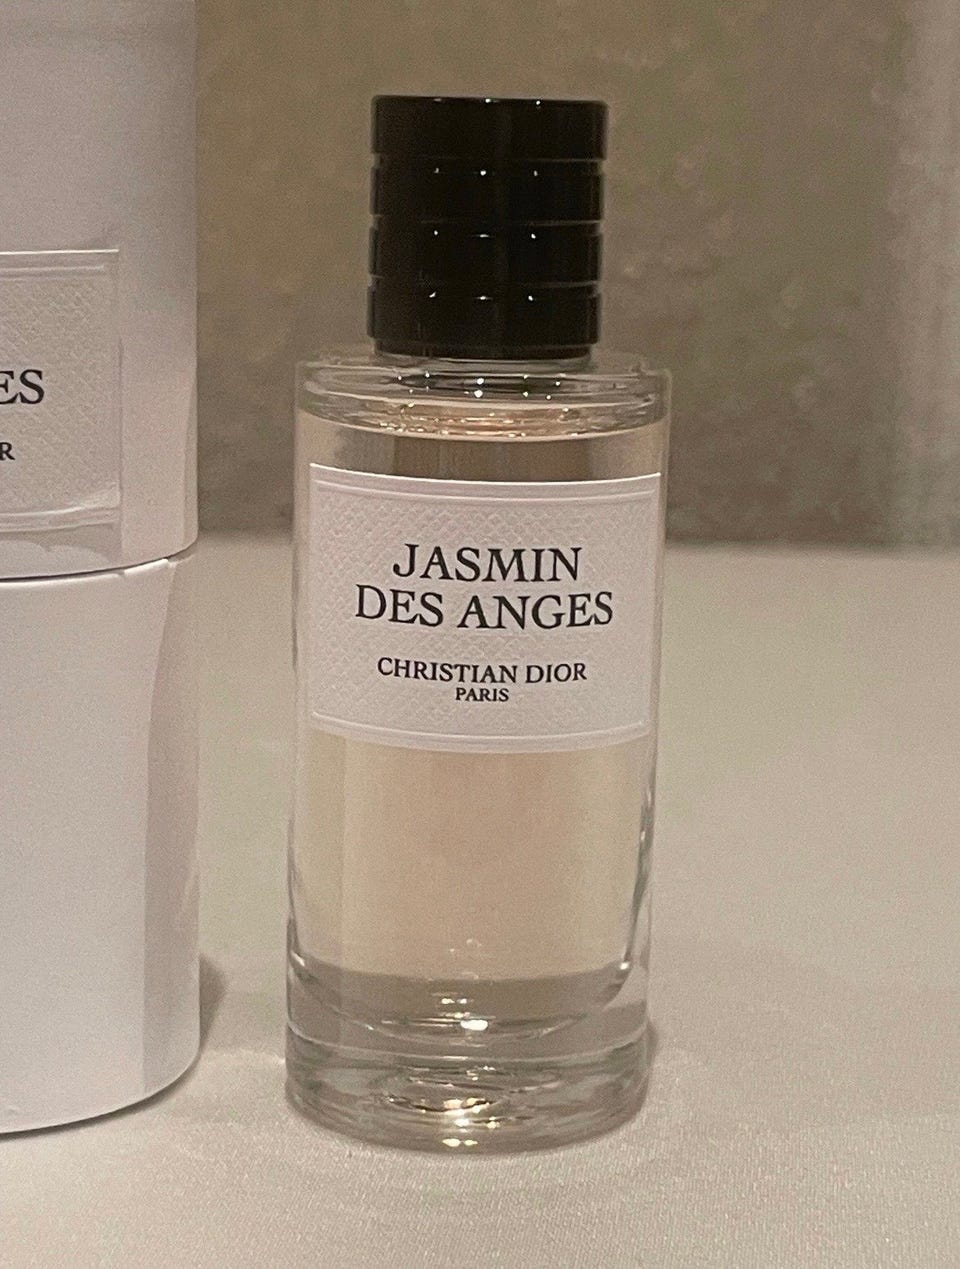 ES
R
JASMIN
DES ANGES
CHRISTIAN DIOR
PARIS